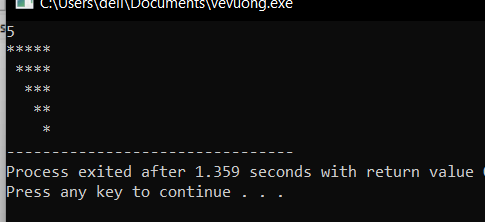 C:\Users\dell\Documents\vevuong.exe
5
*****
 ****
  ***
   **
    *
--------------------------------
Process exited after 1.359 seconds with return value
Press any key to continue . . .